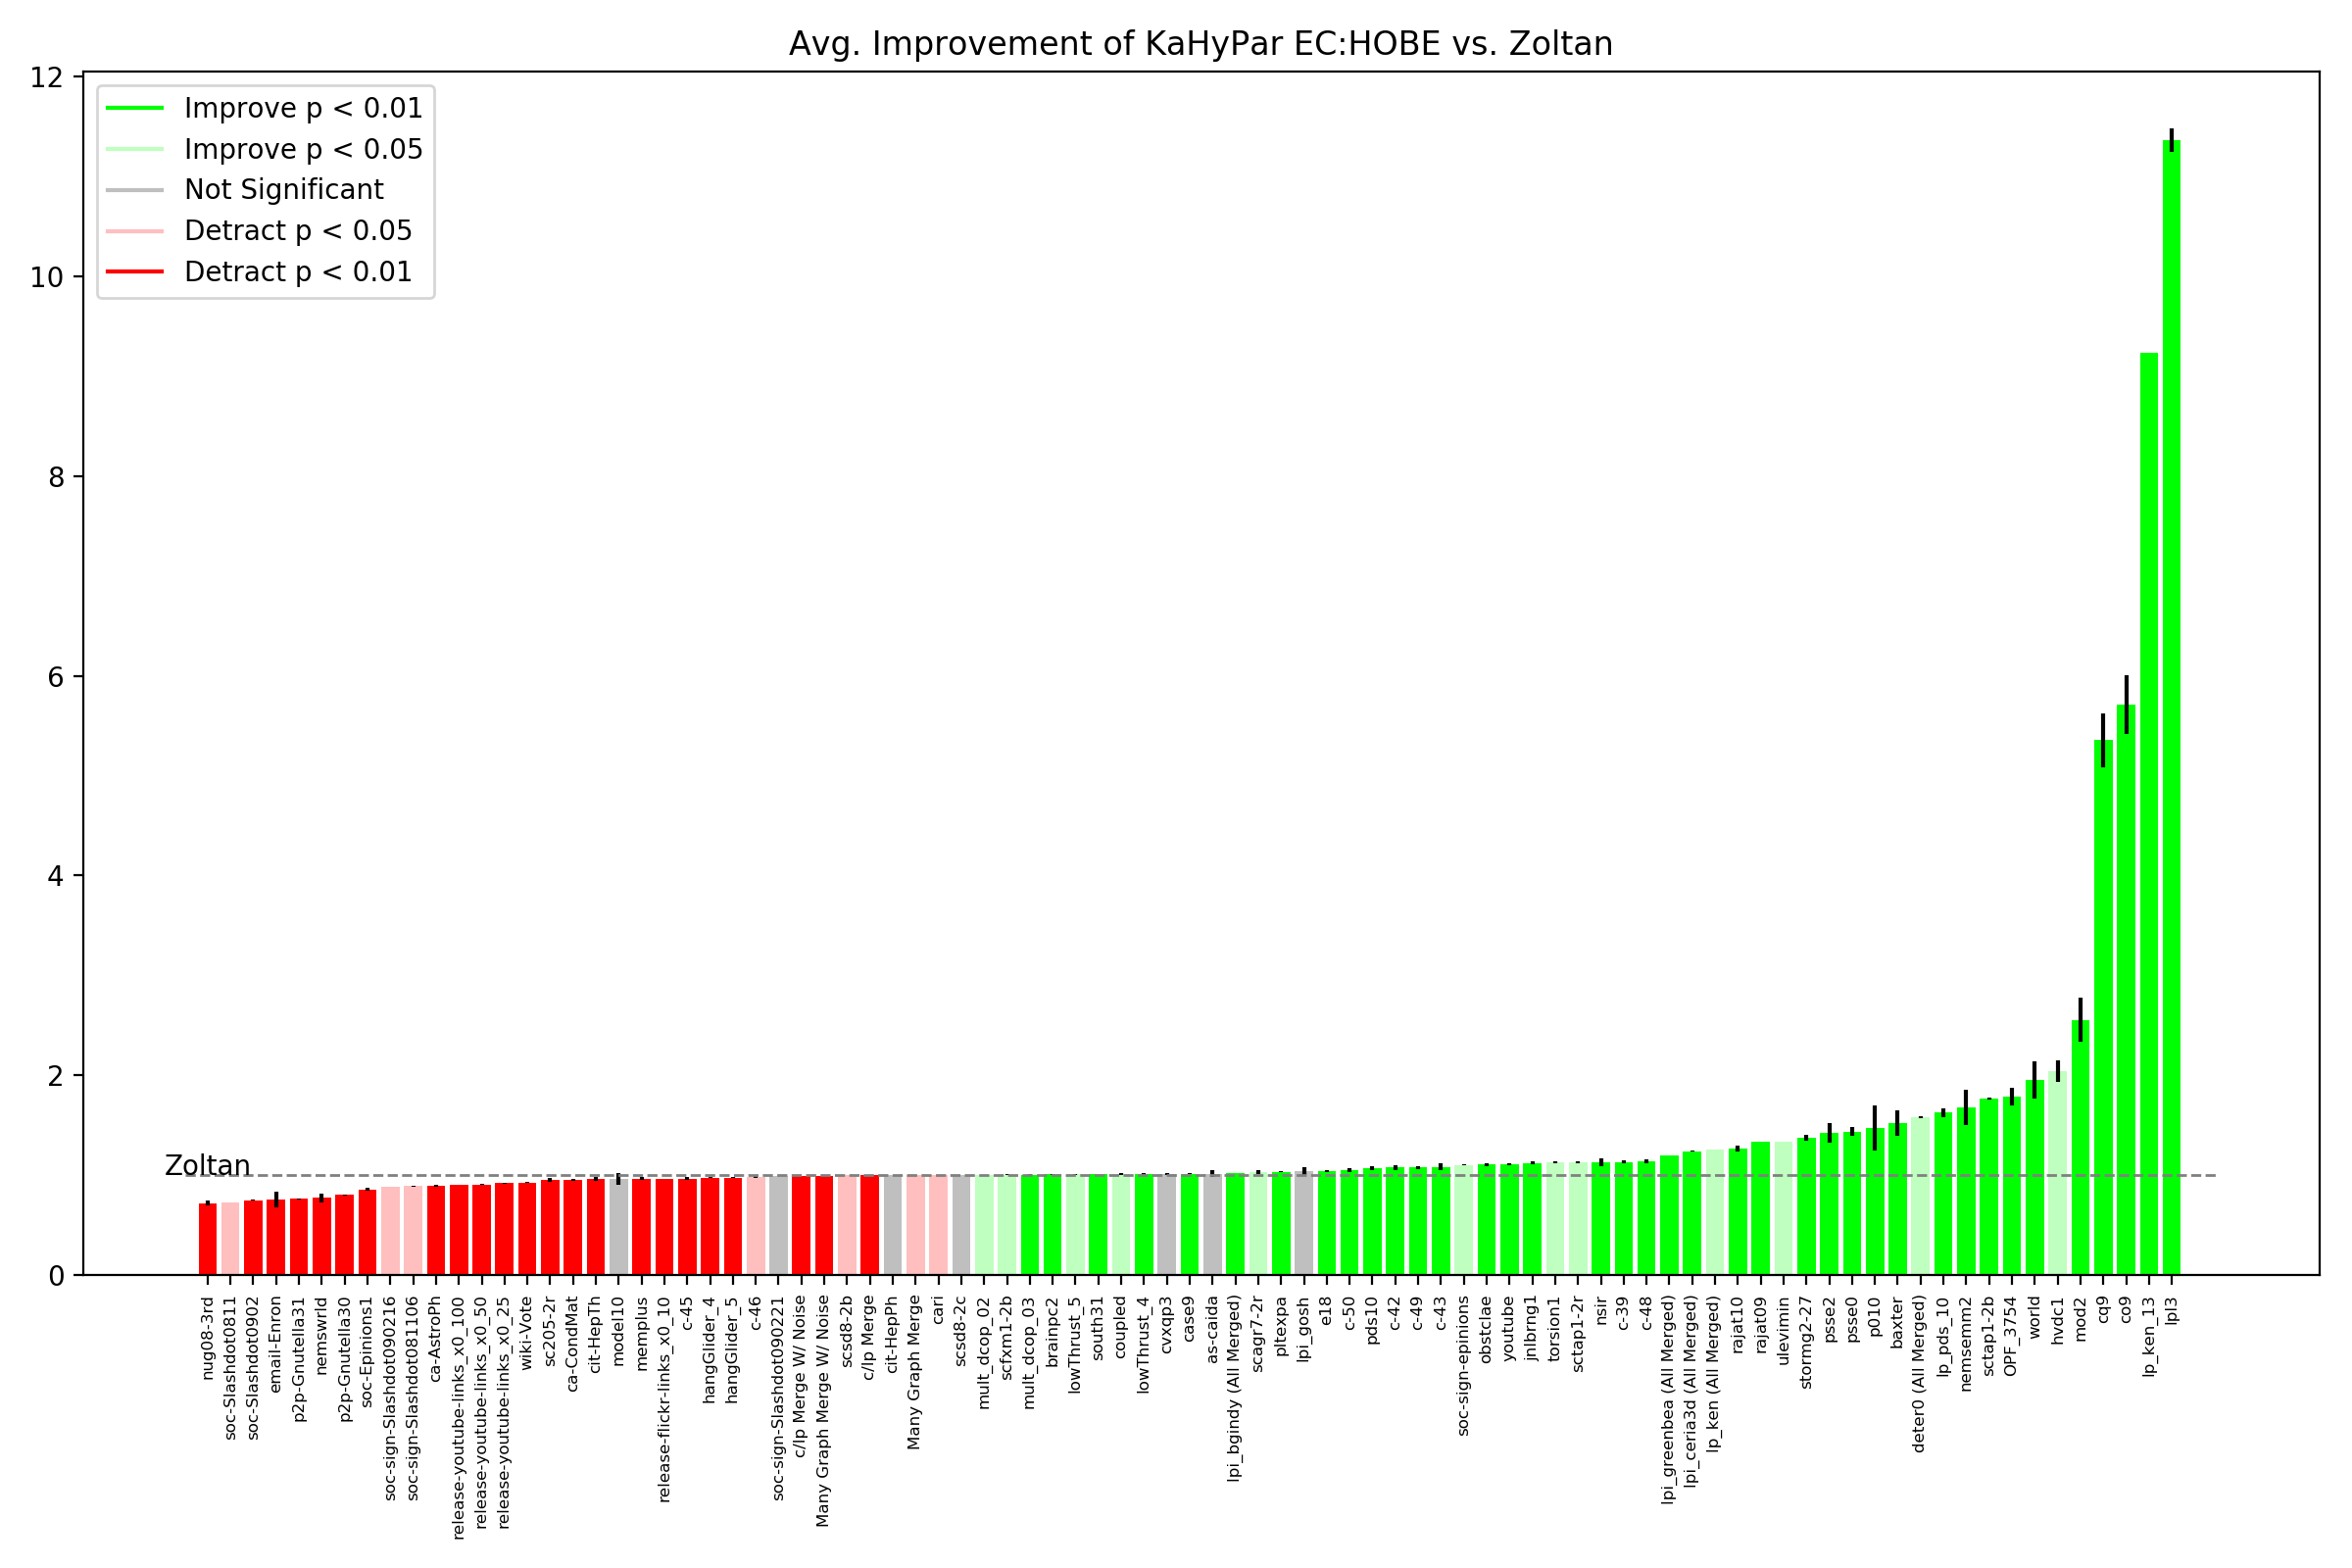 Avg. Improvement of KaHyPar EC:HOBE vs. Zoltan
12
10
8
6
4
2
0
Improve p < 0.01
Improve p < 0.05
Not Significant
Detract p < 0.05
Detract p < 0.01
Zoltan
nug08-3rd
soc-Slashdot0811
soc-Slashdot0902
email-Enron
p2p-Gnutella31
nemswrld
p2p-Gnutella30
soc-Epinions1
soc-sign-Slashdot090216
soc-sign-Slashdot081106
ca-AstroPh
release-youtube-links_x0_100
release-youtube-links_x0_50
release-youtube-links_x0_25
wiki-Vote
sc205-2r
ca-CondMat
cit-HepTh
model10
memplus
release-flickr-links_x0_10
c-45
hangGlider_4
hangGlider_5
c-46
soc-sign-Slashdot090221
c/lp Merge W/ Noise
Many Graph Merge W/ Noise
scsd8-2b
c/lp Merge
cit-HepPh
Many Graph Merge
cari
scsd8-2c
mult_dcop_02
scfxm1-2b
mult_dcop_03
brainpc2
lowThrust_5
south31
coupled
lowThrust_4
cvxqp3
case9
as-caida
lpi_bgindy (All Merged)
scagr7-2r
pltexpa
lpi_gosh
e18
c-50
pds10
c-42
c-49
c-43
soc-sign-epinions
obstclae
youtube
jnlbrng1
torsion1
sctap1-2r
nsir
c-39
c-48
lpi_greenbea (All Merged)
lpi_ceria3d (All Merged)
lp_ken (All Merged)
rajat10
rajat09
ulevimin
stormg2-27
psse2
psse0
p010
baxter
deter0 (All Merged)
lp_pds_10
nemsemm2
sctap1-2b
OPF_3754
world
hvdc1
mod2
cq9
co9
lp_ken_13
lpl3